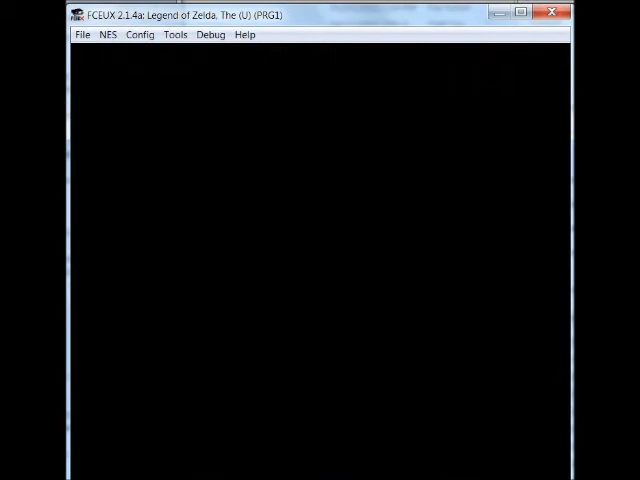 FCEUX 2.1.4a: Legend of Zelda, The (U) (PRG1)
File NES Config Tools Debug Help